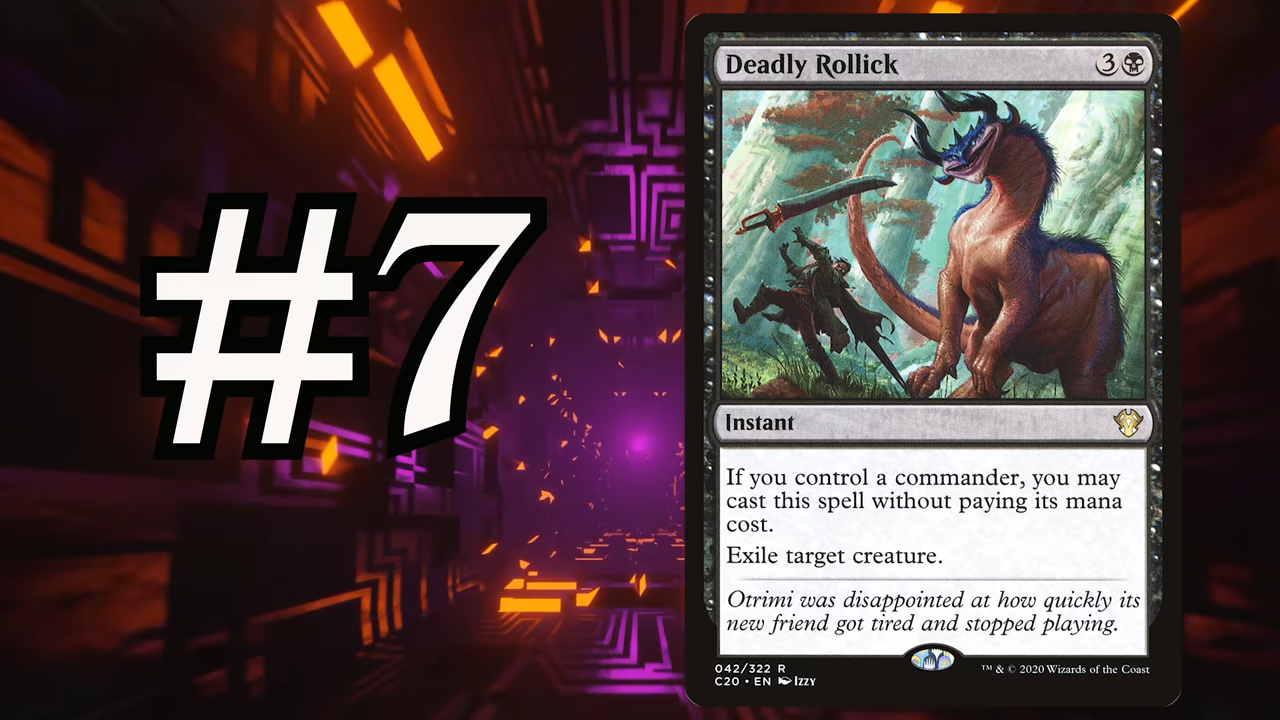 #7
Deadly Rollick 3
Instant
If you control a commander, you may
cast this spell without paying its mana
cost.
Exile target creature.
Otrimi was disappointed at how quickly its
new friend got tired and stopped playing.
042/322 R
C20 • EN Izzy
™ & © 2020 Wizards of the Coast